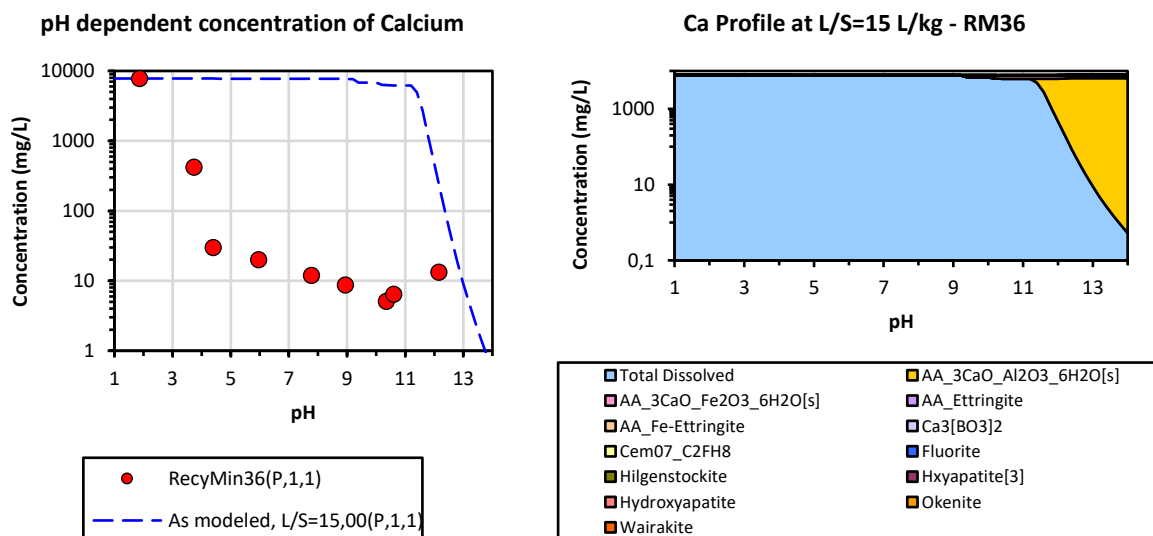 pH dependent concentration of Calcium
Concentration (mg/L)
10000
1000
100
10
1
1 3 5 7 9 11 13
pH
RecyMin36(P,1,1)
As modeled, L/S=15,00(P,1,1)
Ca Profile at L/S=15 L/kg - RM36
Concentration (mg/L)
1000
10
0,1
1 3 5 7 9 11 13
pH
Total Dissolved AA_3CaO_Al2O3_6H2O[s]
AA_3CaO_Fe2O3_6H2O[s] AA_Ettringite
AA_Fe-Ettringite Ca3[BO3]2
Cem07_C2FH8 Fluorite
Hilgenstockite Hxyapatite[3]
Hydroxyapatite Okenite
Wairakite